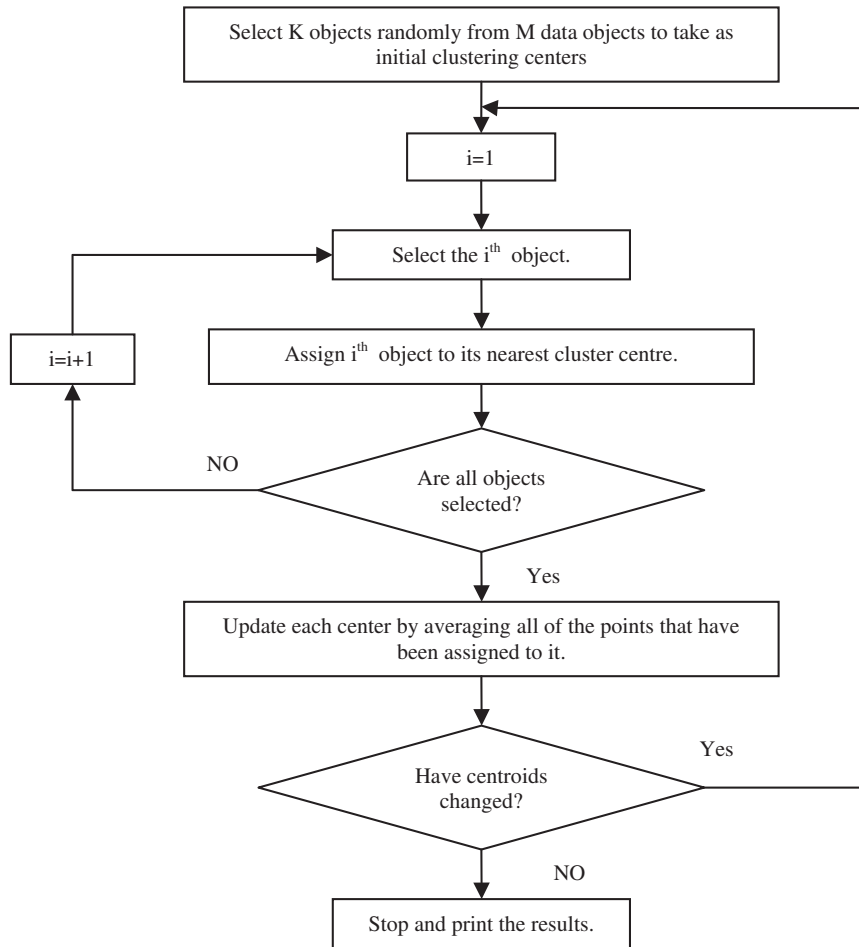 Select K objects randomly from M data objects to take as
initial clustering centers
i=1
Select the ith object.
i=i+1
Assign ith object to its nearest cluster centre.
NO
Are all objects
selected?
Yes
Update each center by averaging all of the points that have
been assigned to it.
Yes
Have centroids
changed?
NO
Stop and print the results.